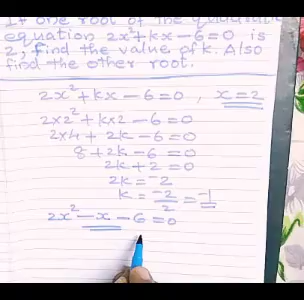 If one root of the quadratic
equation 2x²+kx-6=0 is
2, find the value of k. Also
find the other root.
2x²+kx-6=0, x=2
2×2²+k×2-6=0
2×4+2k-6=0
8+2k-6=0
2k+2=0
2k=-2
k=-2/2=-1
2x²-x-6=0